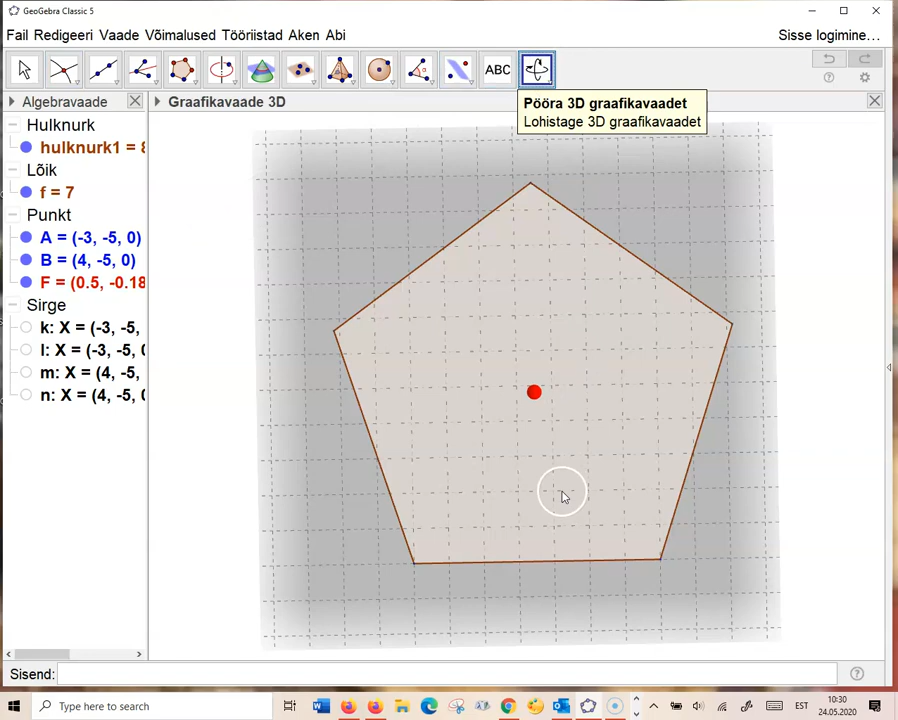 GeoGebra Classic 5
Fail Redigeeri Vaade Võimalused Tööriistad Aken Abi
Sisse logimine...
ABC
Algebravaade
Graafikavaade 3D
Pööra 3D graafikavaadet
Lohistage 3D graafikavaadet
Hulknurk
hulknurk1 = 8
Lõik
f = 7
Punkt
A = (-3, -5, 0)
B = (4, -5, 0)
F = (0.5, -0.18
Sirge
k: X = (-3, -5,
l: X = (-3, -5,
m: X = (4, -5,
n: X = (4, -5, 0
Sisend:
Type here to search
EST
10:30
24.05.2020